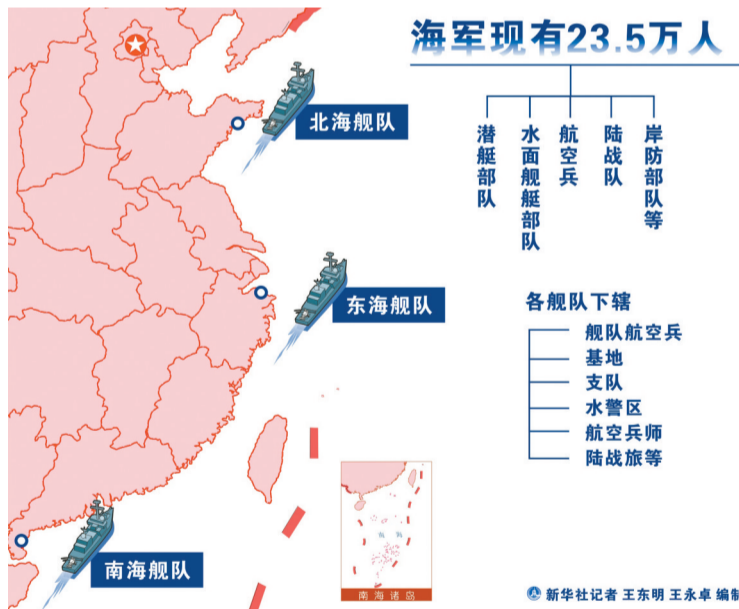 海军现有23.5万人
潜艇部队
水面舰艇部队
航空兵
陆战队
岸防部队等
北海舰队
东海舰队
南海舰队
各舰队下辖
舰队航空兵
基地
支队
水警区
航空兵师
陆战旅等
南海
南海诸岛
新华社记者 王东明 王永卓 编制